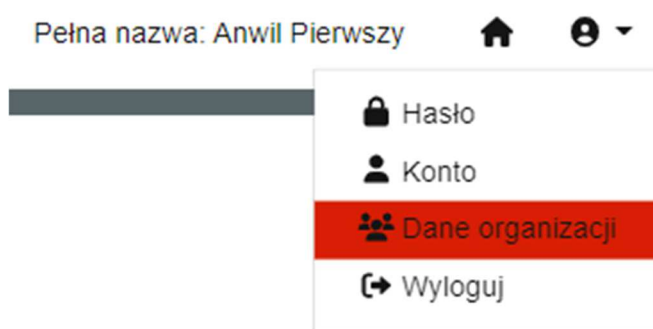 Pełna nazwa: Anwil Pierwszy
Hasło
Konto
Dane organizacji
Wyloguj